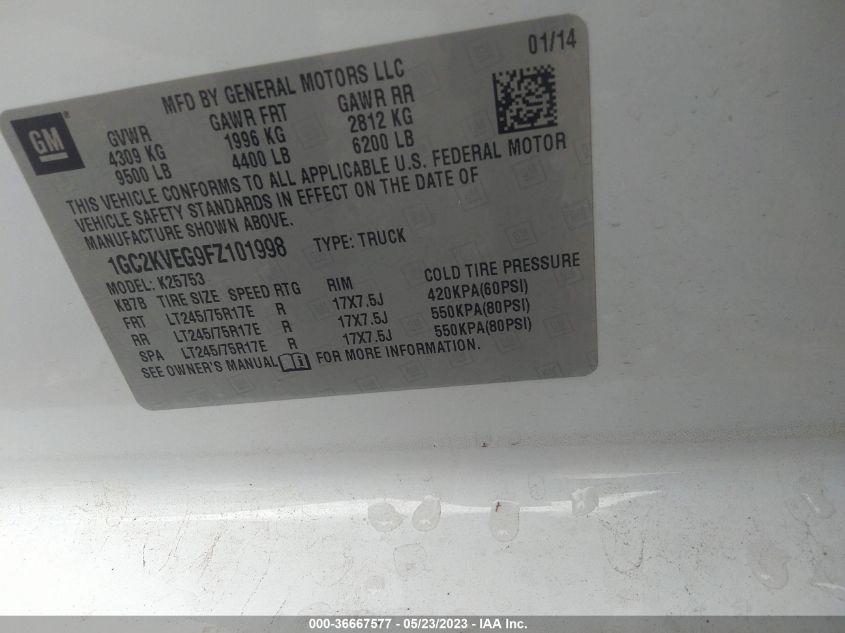 01/14
MFD BY GENERAL MOTORS LLC
GM
GVWR GAWR FRT GAWR RR
4309 KG 1996 KG 2812 KG
9500 LB 4400 LB 6200 LB
THIS VEHICLE CONFORMS TO ALL APPLICABLE U.S. FEDERAL MOTOR
VEHICLE SAFETY STANDARDS IN EFFECT ON THE DATE OF
MANUFACTURE SHOWN ABOVE.
1GC2KVEG9FZ101998 TYPE: TRUCK
MODEL: K25753
KB7B TIRE SIZE SPEED RTG RIM COLD TIRE PRESSURE
FRT LT245/75R17E R 17X7.5J 420KPA(60PSI)
RR LT245/75R17E R 17X7.5J 550KPA(80PSI)
SPA LT245/75R17E R 17X7.5J 550KPA(80PSI)
SEE OWNER'S MANUAL i FOR MORE INFORMATION.
000-36667577 - 05/23/2023 - IAA Inc.